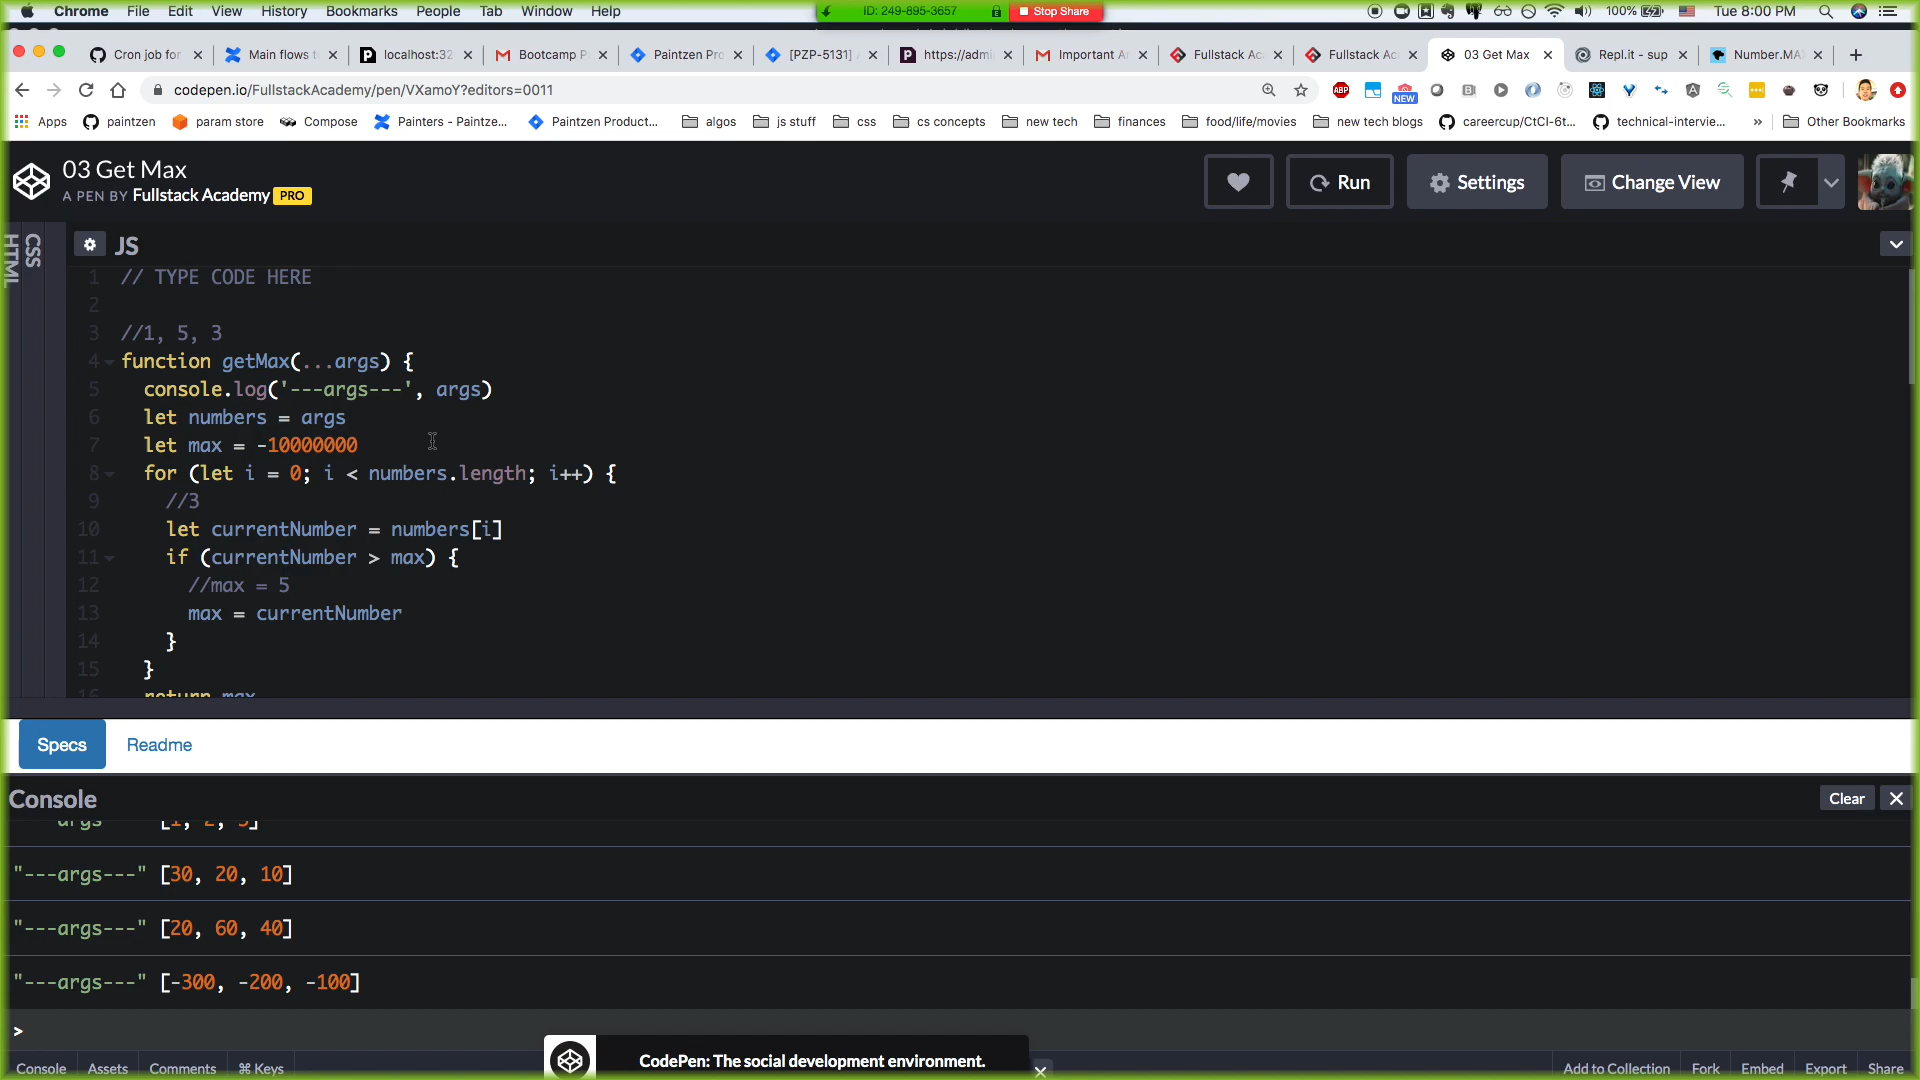 Chrome File Edit View History Bookmarks People Tab Window Help ID: 249-895-3657 Stop Share 100% Tue 8:00 PM
Cron job for Main flows t localhost:32 Bootcamp P Paintzen Pro [PZP-5131] https://admi Important A Fullstack Ac Fullstack Ac 03 Get Max Repl.it - sup Number.MA
codepen.io/FullstackAcademy/pen/VXamoY?editors=0011 ABP NEW
Apps paintzen param store Compose Painters - Paintze... Paintzen Product... algos js stuff css cs concepts new tech finances food/life/movies new tech blogs careercup/CtCI-6t... technical-intervie... » Other Bookmarks
03 Get Max
A PEN BY Fullstack Academy PRO
Run Settings Change View
HTML CSS JS
1 // TYPE CODE HERE
2
3 //1, 5, 3
4 function getMax(...args) {
5 console.log('---args---', args)
6 let numbers = args
7 let max = -10000000
8 for (let i = 0; i < numbers.length; i++) {
9 //3
10 let currentNumber = numbers[i]
11 if (currentNumber > max) {
12 //max = 5
13 max = currentNumber
14 }
15 }
16 return max
Specs Readme
Console Clear
"---args---" [30, 20, 10]
"---args---" [20, 60, 40]
"---args---" [-300, -200, -100]
>
CodePen: The social development environment.
Console Assets Comments ⌘ Keys Add to Collection Fork Embed Export Share